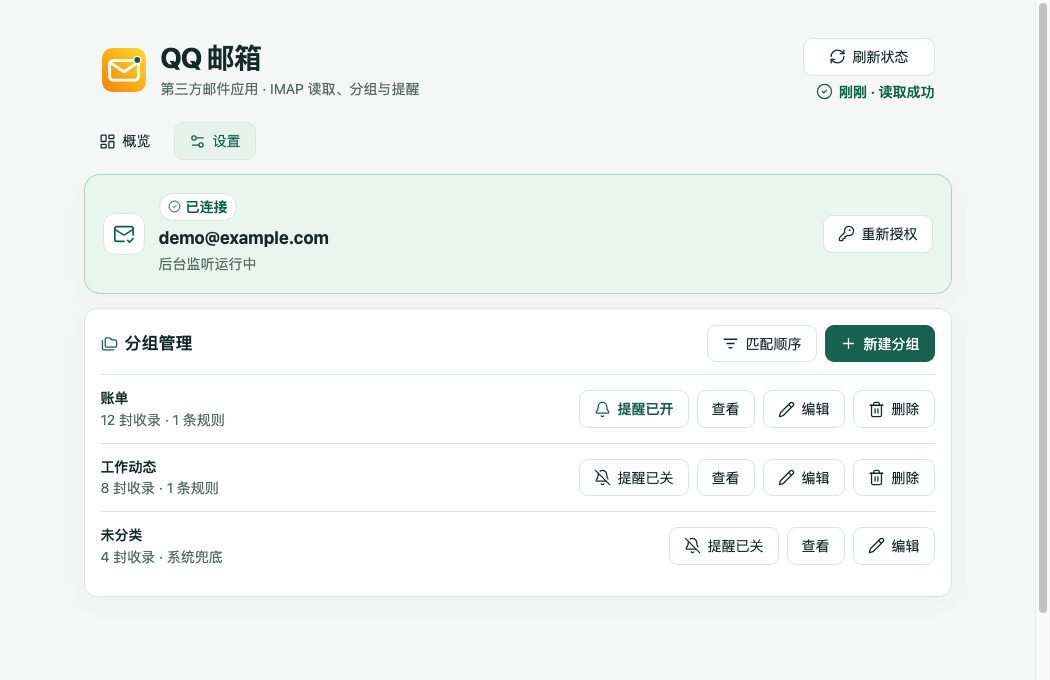 QQ 邮箱
第三方邮件应用 · IMAP 读取、分组与提醒
刷新状态
刚刚 · 读取成功
概览
设置
已连接
demo@example.com
后台监听运行中
重新授权
分组管理
匹配顺序
新建分组
账单
12 封收录 · 1 条规则
提醒已开
查看
编辑
删除
工作动态
8 封收录 · 1 条规则
提醒已关
查看
编辑
删除
未分类
4 封收录 · 系统兜底
提醒已关
查看
编辑